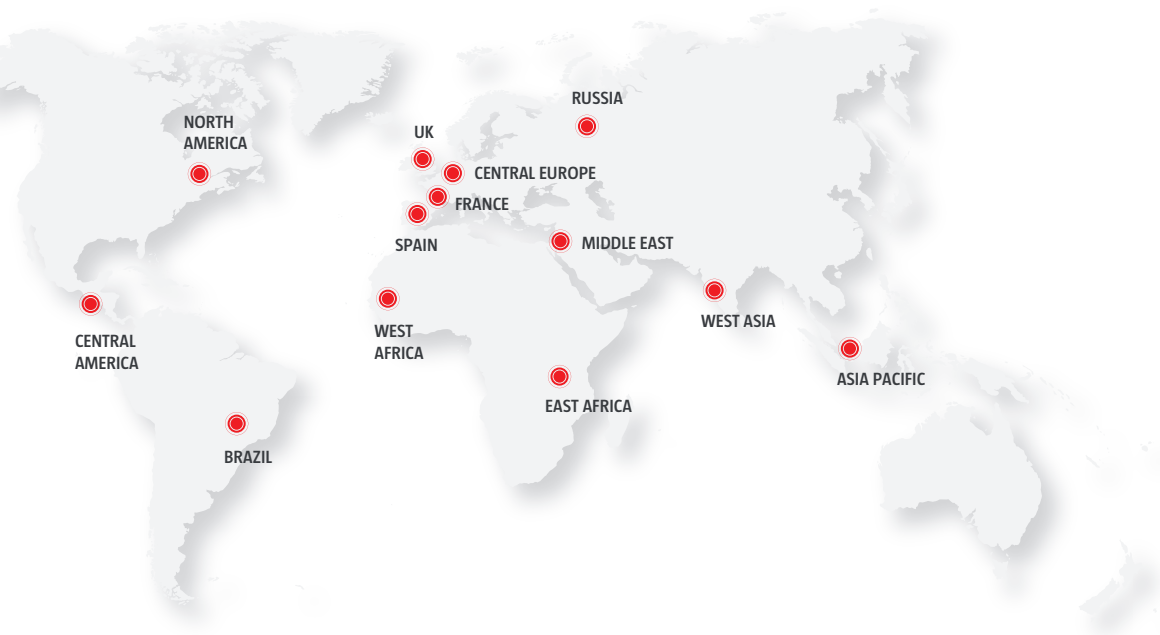 RUSSIA
NORTH
AMERICA
UK
CENTRAL EUROPE
FRANCE
SPAIN
MIDDLE EAST
WEST ASIA
WEST
AFRICA
CENTRAL
AMERICA
ASIA PACIFIC
EAST AFRICA
BRAZIL